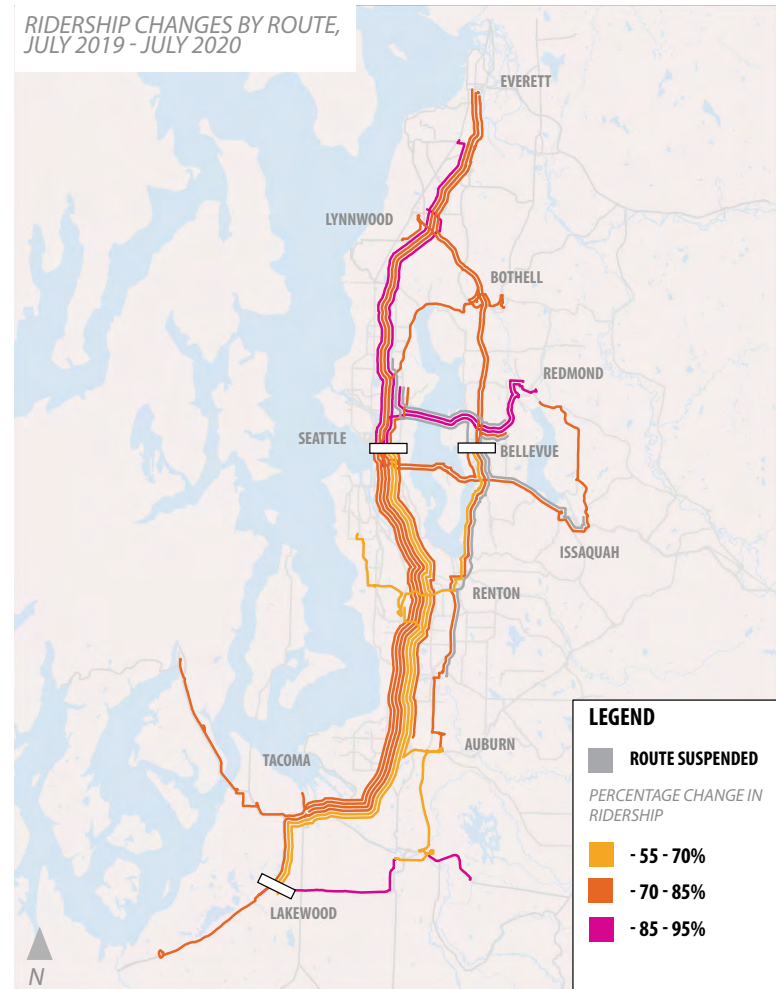 RIDERSHIP CHANGES BY ROUTE,
JULY 2019 - JULY 2020
EVERETT
LYNNWOOD
BOTHELL
REDMOND
SEATTLE
BELLEVUE
ISSAQUAH
RENTON
TACOMA
AUBURN
LAKEWOOD
N
LEGEND
ROUTE SUSPENDED
PERCENTAGE CHANGE IN
RIDERSHIP
- 55 - 70%
- 70 - 85%
- 85 - 95%